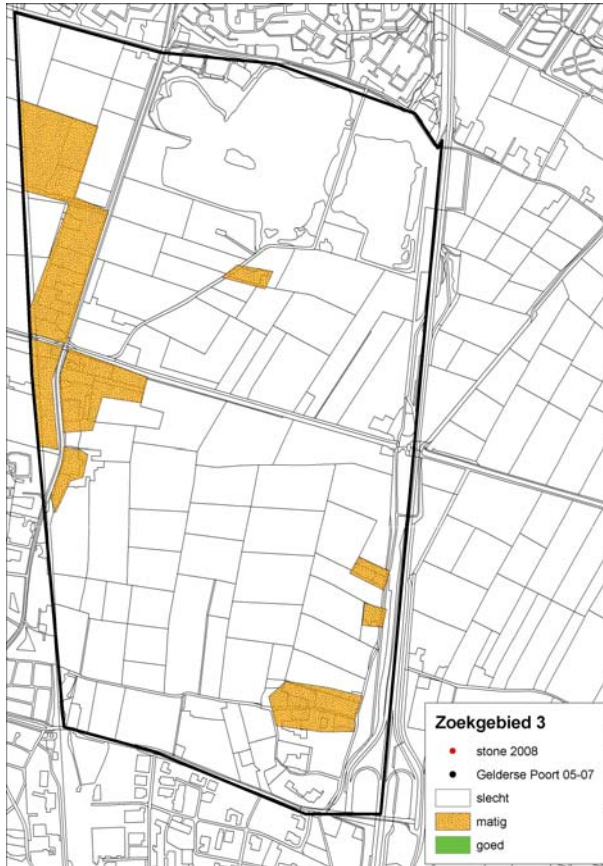 Zoekgebied 3
stone 2008
Gelderse Poort 05-07
slecht
matig
goed